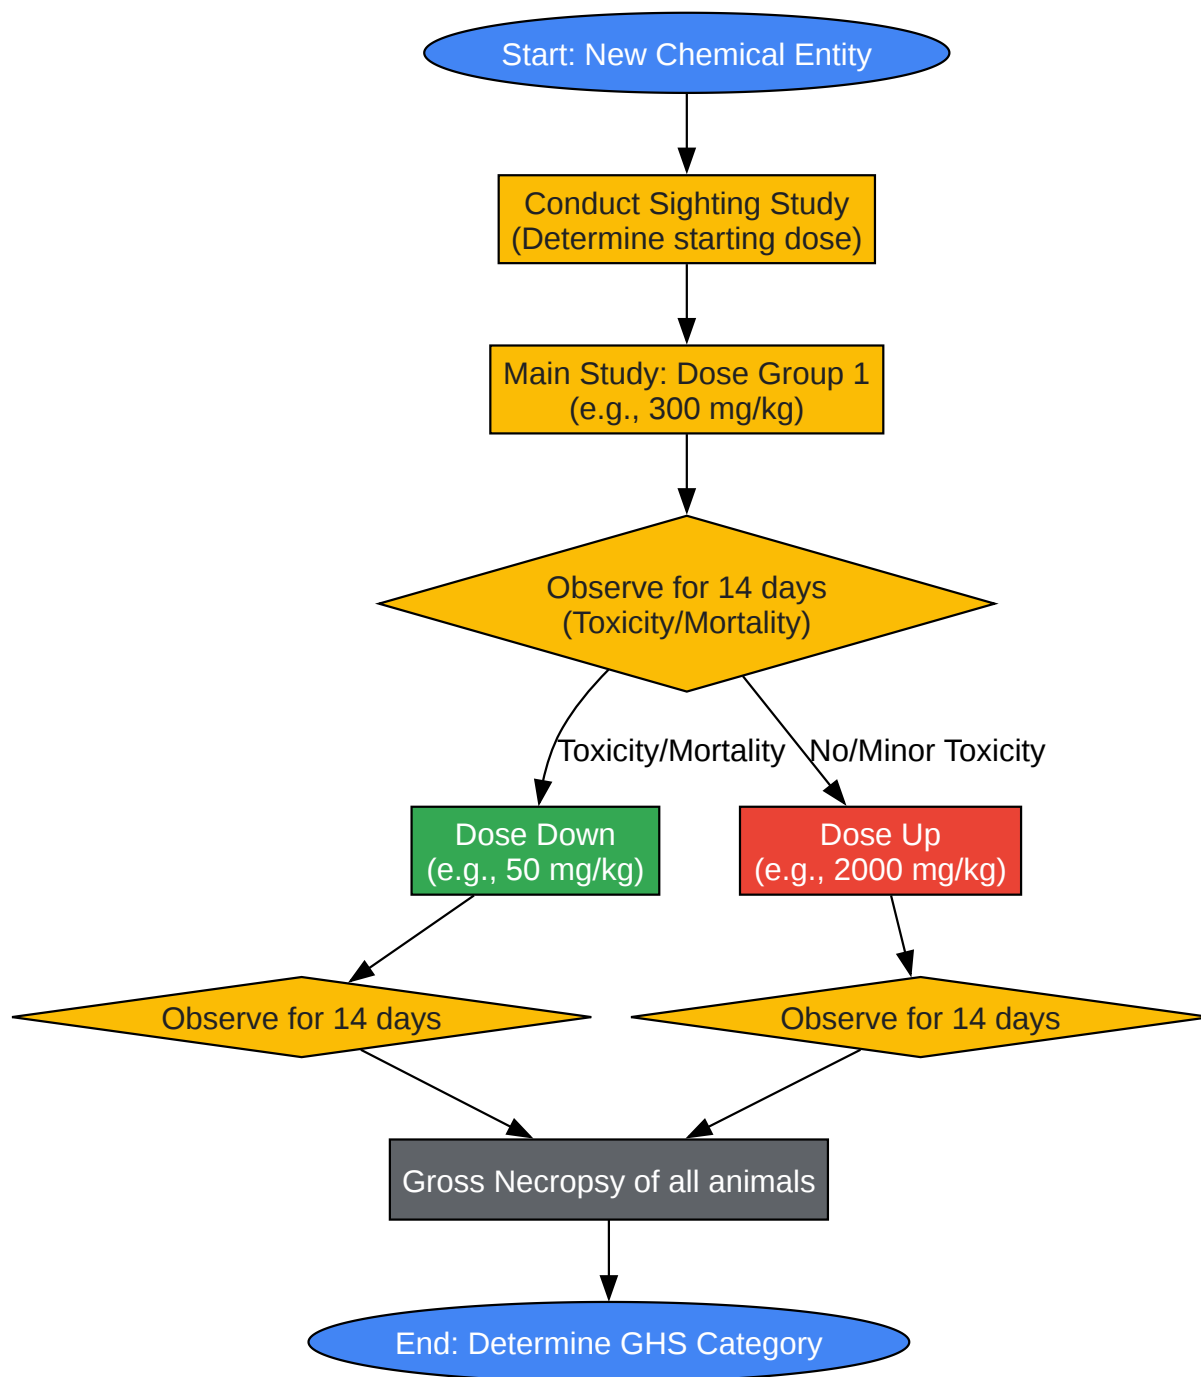 Start: New Chemical Entity
Conduct Sighting Study
(Determine starting dose)
Main Study: Dose Group 1
(e.g., 300 mg/kg)
Observe for 14 days
(Toxicity/Mortality)
Toxicity/Mortality
No/Minor Toxicity
Dose Down
(e.g., 50 mg/kg)
Dose Up
(e.g., 2000 mg/kg)
Observe for 14 days
Observe for 14 days
Gross Necropsy of all animals
End: Determine GHS Category